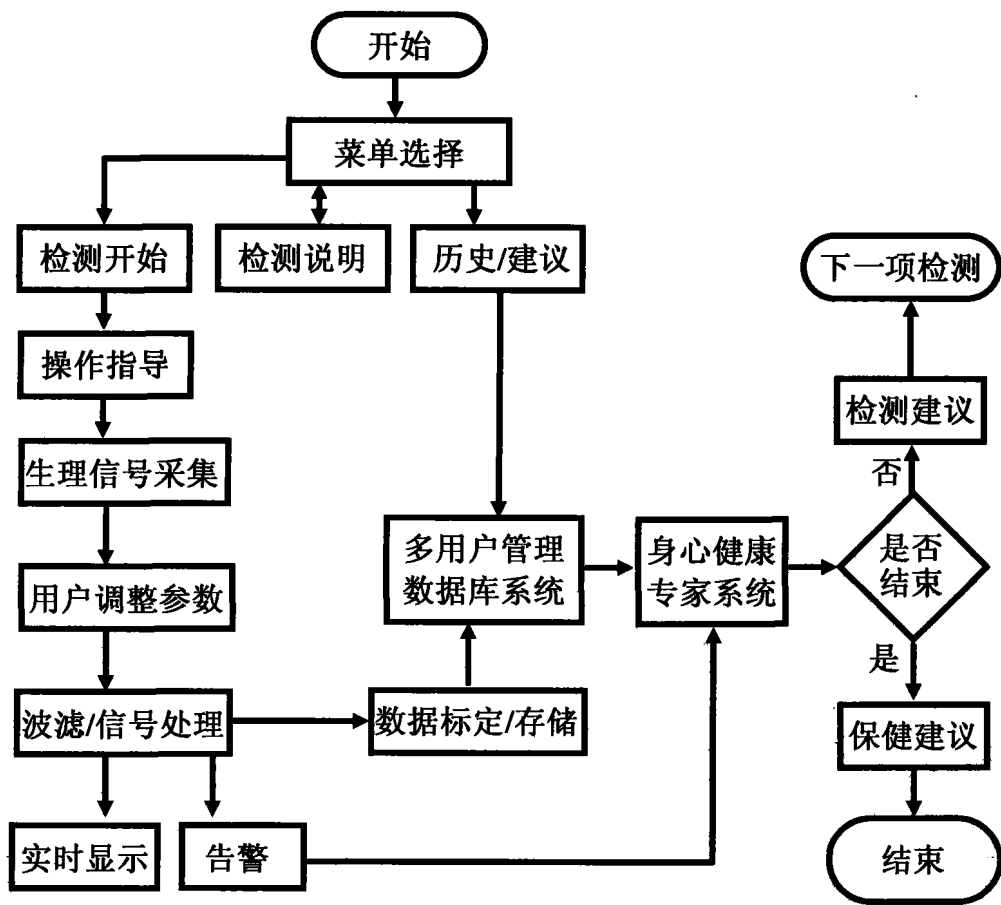 开始
菜单选择
检测开始
检测说明
历史/建议
下一项检测
操作指导
检测建议
生理信号采集
否
多用户管理
数据库系统
身心健康
专家系统
是否
结束
用户调整参数
是
波滤/信号处理
数据标定/存储
保健建议
实时显示
告警
结束